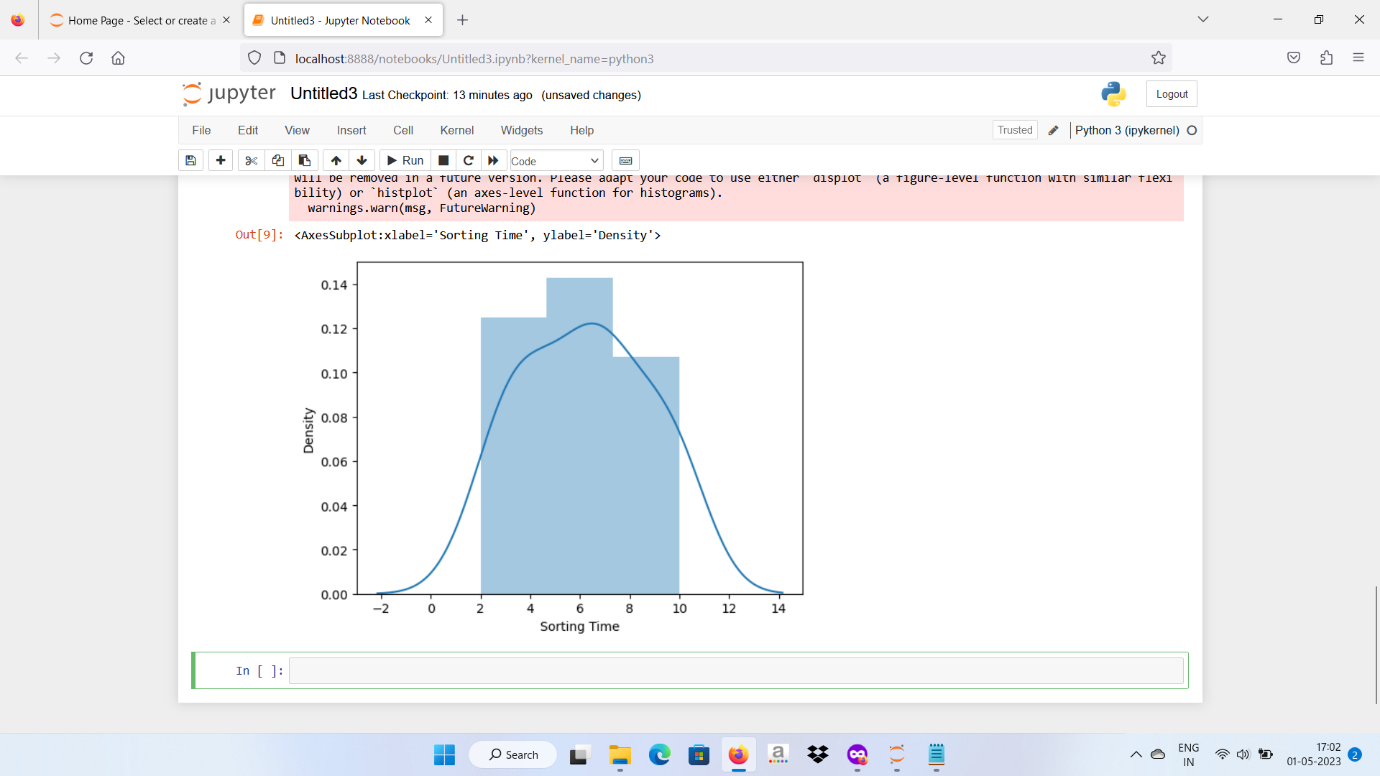 Home Page - Select or create a
Untitled3 - Jupyter Notebook
localhost:8888/notebooks/Untitled3.ipynb?kernel_name=python3
jupyter Untitled3 Last Checkpoint: 13 minutes ago (unsaved changes)
Logout
File Edit View Insert Cell Kernel Widgets Help
Trusted Python 3 (ipykernel)
Run Code
will be removed in a future version. Please adapt your code to use either `displot` (a figure-level function with similar flexi
bility) or `histplot` (an axes-level function for histograms).
warnings.warn(msg, FutureWarning)
Out[9]: <AxesSubplot:xlabel='Sorting Time', ylabel='Density'>
0.14
0.12
0.10
0.08
0.06
0.04
0.02
0.00
Density
−2 0 2 4 6 8 10 12 14
Sorting Time
In [ ]:
Search
ENG
IN
17:02
01-05-2023
2